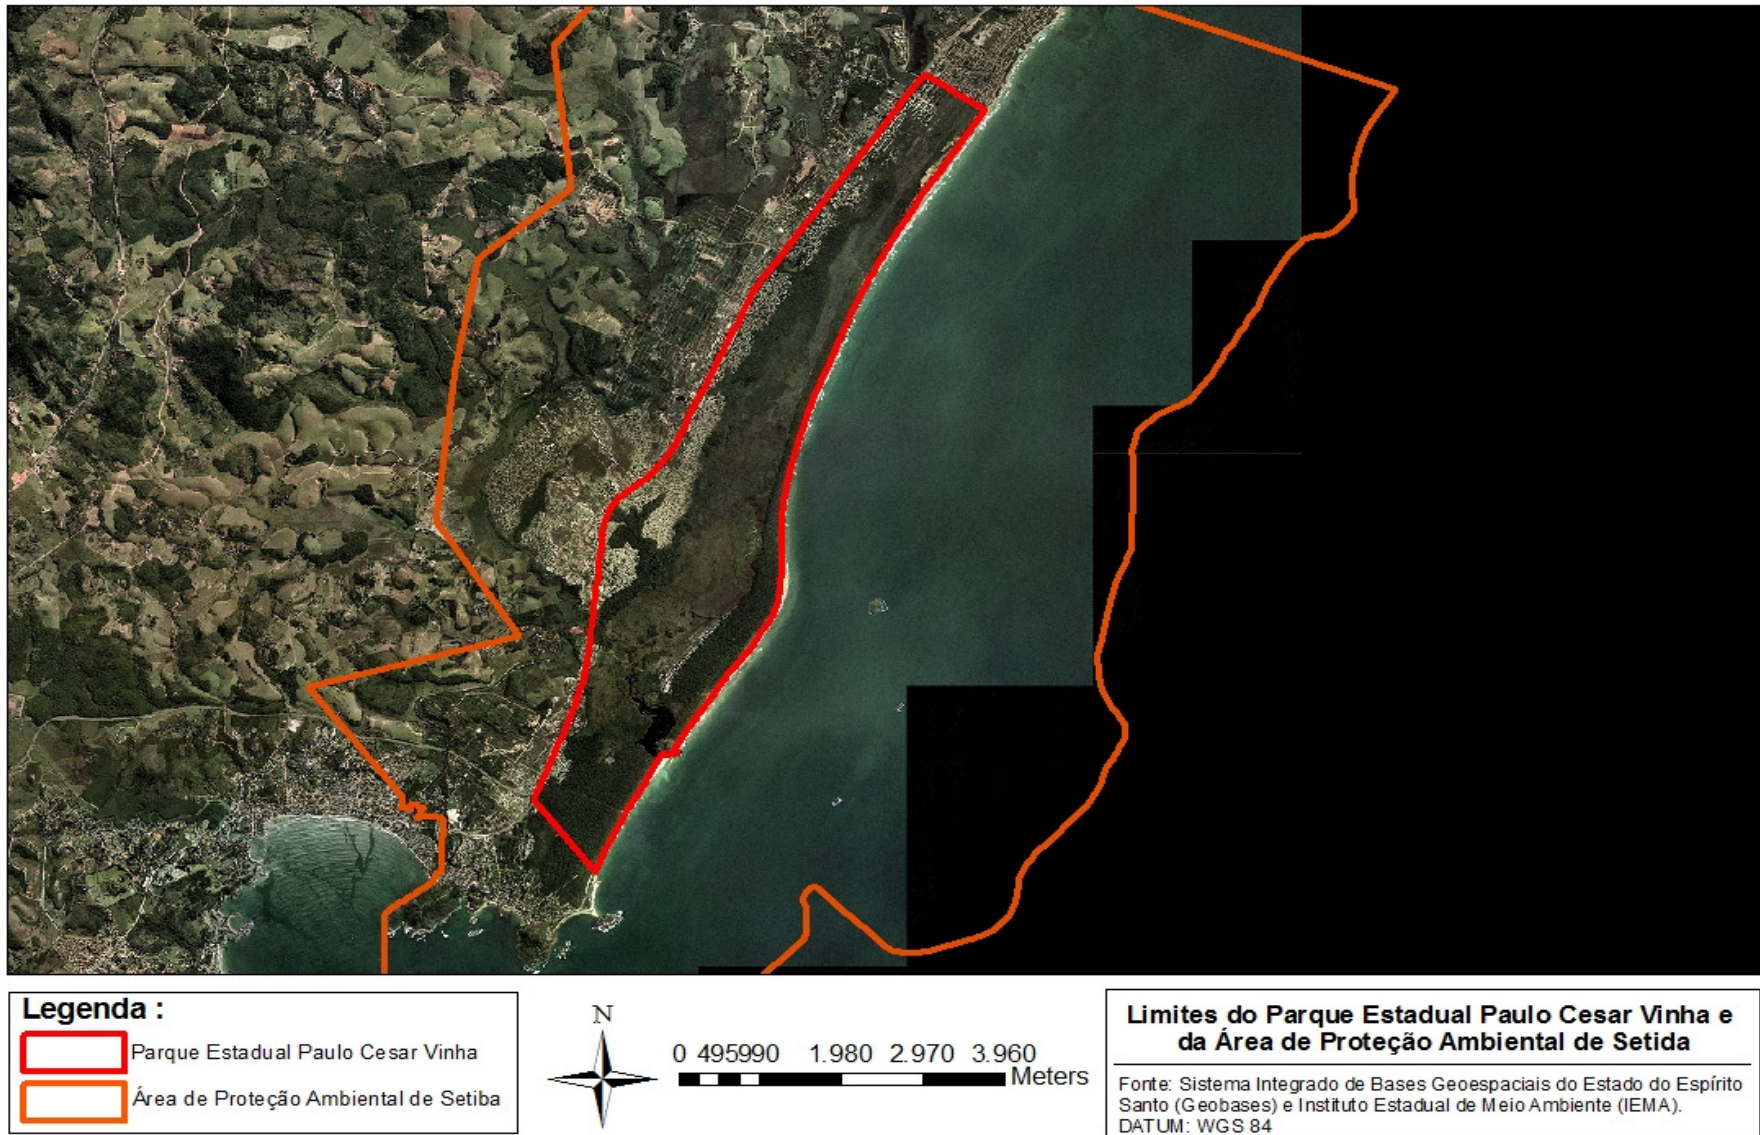 Legenda :
Parque Estadual Paulo Cesar Vinha
Área de Proteção Ambiental de Setiba
N
0 495990 1.980 2.970 3.960
Meters
Limites do Parque Estadual Paulo Cesar Vinha e
da Área de Proteção Ambiental de Setida
Fonte: Sistema Integrado de Bases Geoespaciais do Estado do Espírito
Santo (Geobases) e Instituto Estadual de Meio Ambiente (IEMA).
DATUM: WGS 84